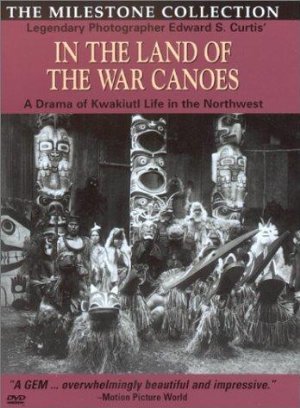 THE MILESTONE COLLECTION
Legendary Photographer Edward S. Curtis'
IN THE LAND OF
THE WAR CANOES
A Drama of Kwakiutl Life in the Northwest
"A GEM ... overwhelmingly beautiful and impressive."
–Motion Picture World
DVD